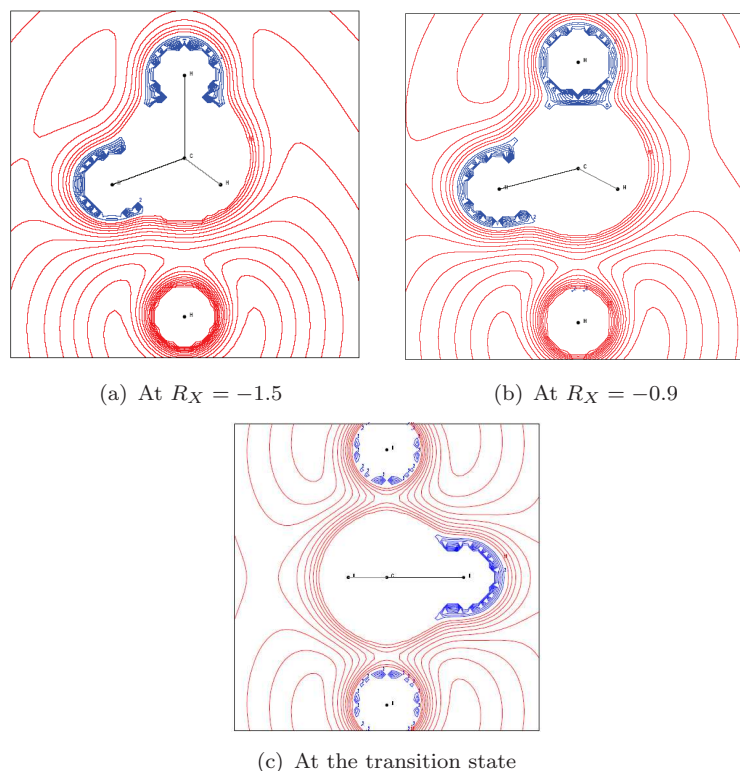 H
C
H
H
H
(a) At R_X = −1.5
H
C
H
H
H
(b) At R_X = −0.9
C
(c) At the transition state